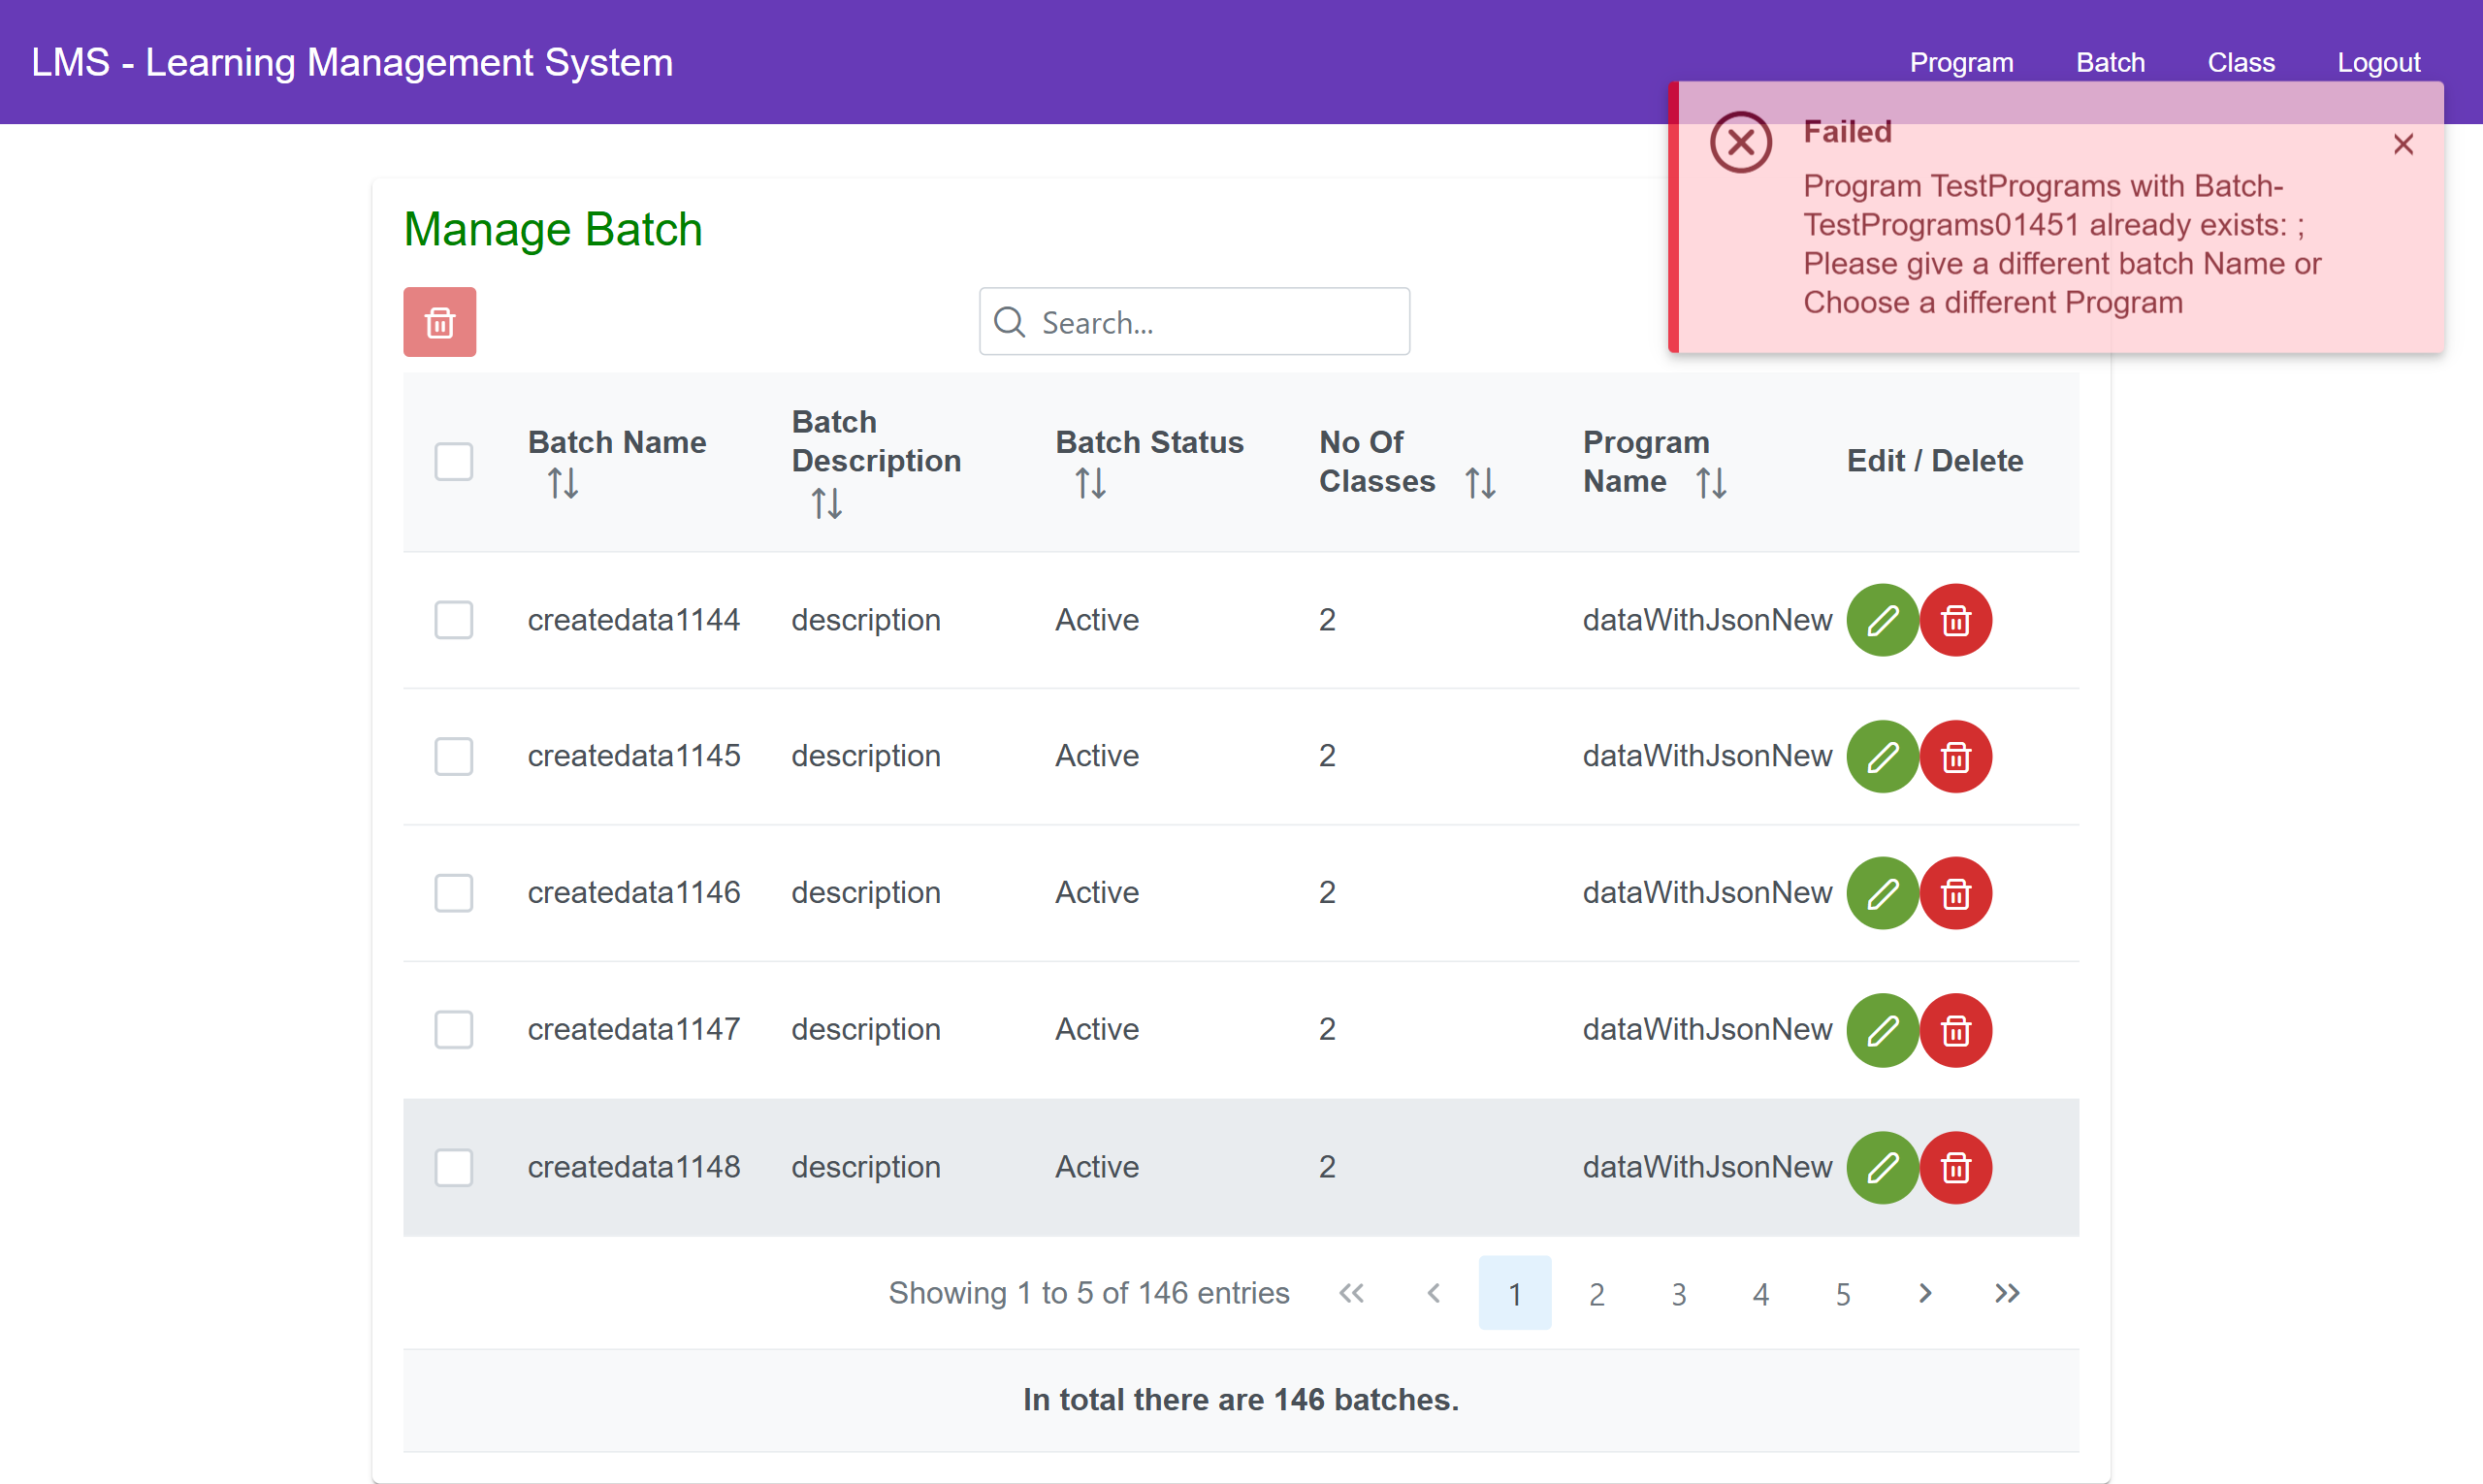 LMS - Learning Management System
Program Batch Class Logout
Failed
Program TestPrograms with Batch-
TestPrograms01451 already exists: ;
Please give a different batch Name or
Choose a different Program
Manage Batch
Search...
Batch Name
Batch
Description
Batch Status
No Of
Classes
Program
Name
Edit / Delete
createdata1144 description Active 2 dataWithJsonNew
createdata1145 description Active 2 dataWithJsonNew
createdata1146 description Active 2 dataWithJsonNew
createdata1147 description Active 2 dataWithJsonNew
createdata1148 description Active 2 dataWithJsonNew
Showing 1 to 5 of 146 entries 1 2 3 4 5
In total there are 146 batches.